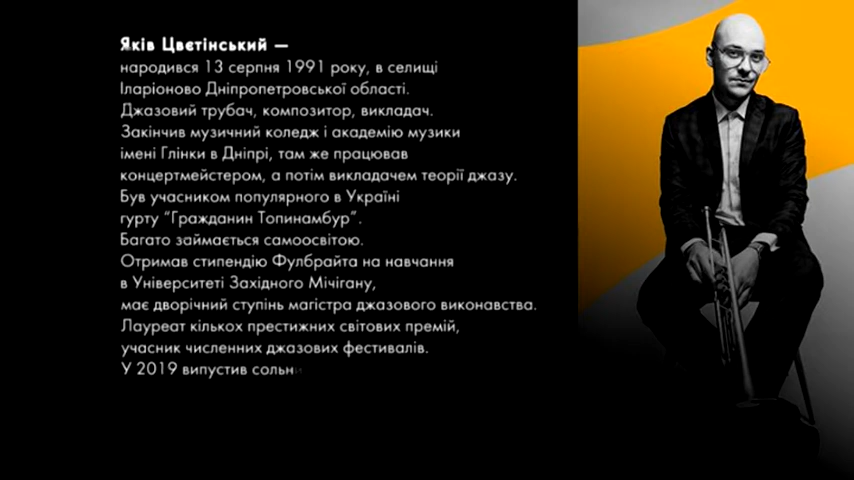 Яків Цвєтінський —
народився 13 серпня 1991 року, в селищі
Іларіоново Дніпропетровської області.
Джазовий трубач, композитор, викладач.
Закінчив музичний коледж і академію музики
імені Глінки в Дніпрі, там же працював
концертмейстером, а потім викладачем теорії джазу.
Був учасником популярного в Україні
гурту “Гражданин Топинамбур”.
Багато займається самоосвітою.
Отримав стипендію Фулбрайта на навчання
в Університеті Західного Мічігану,
має дворічний ступінь магістра джазового виконавства.
Лауреат кількох престижних світових премій,
учасник численних джазових фестивалів.
У 2019 випустив сольн